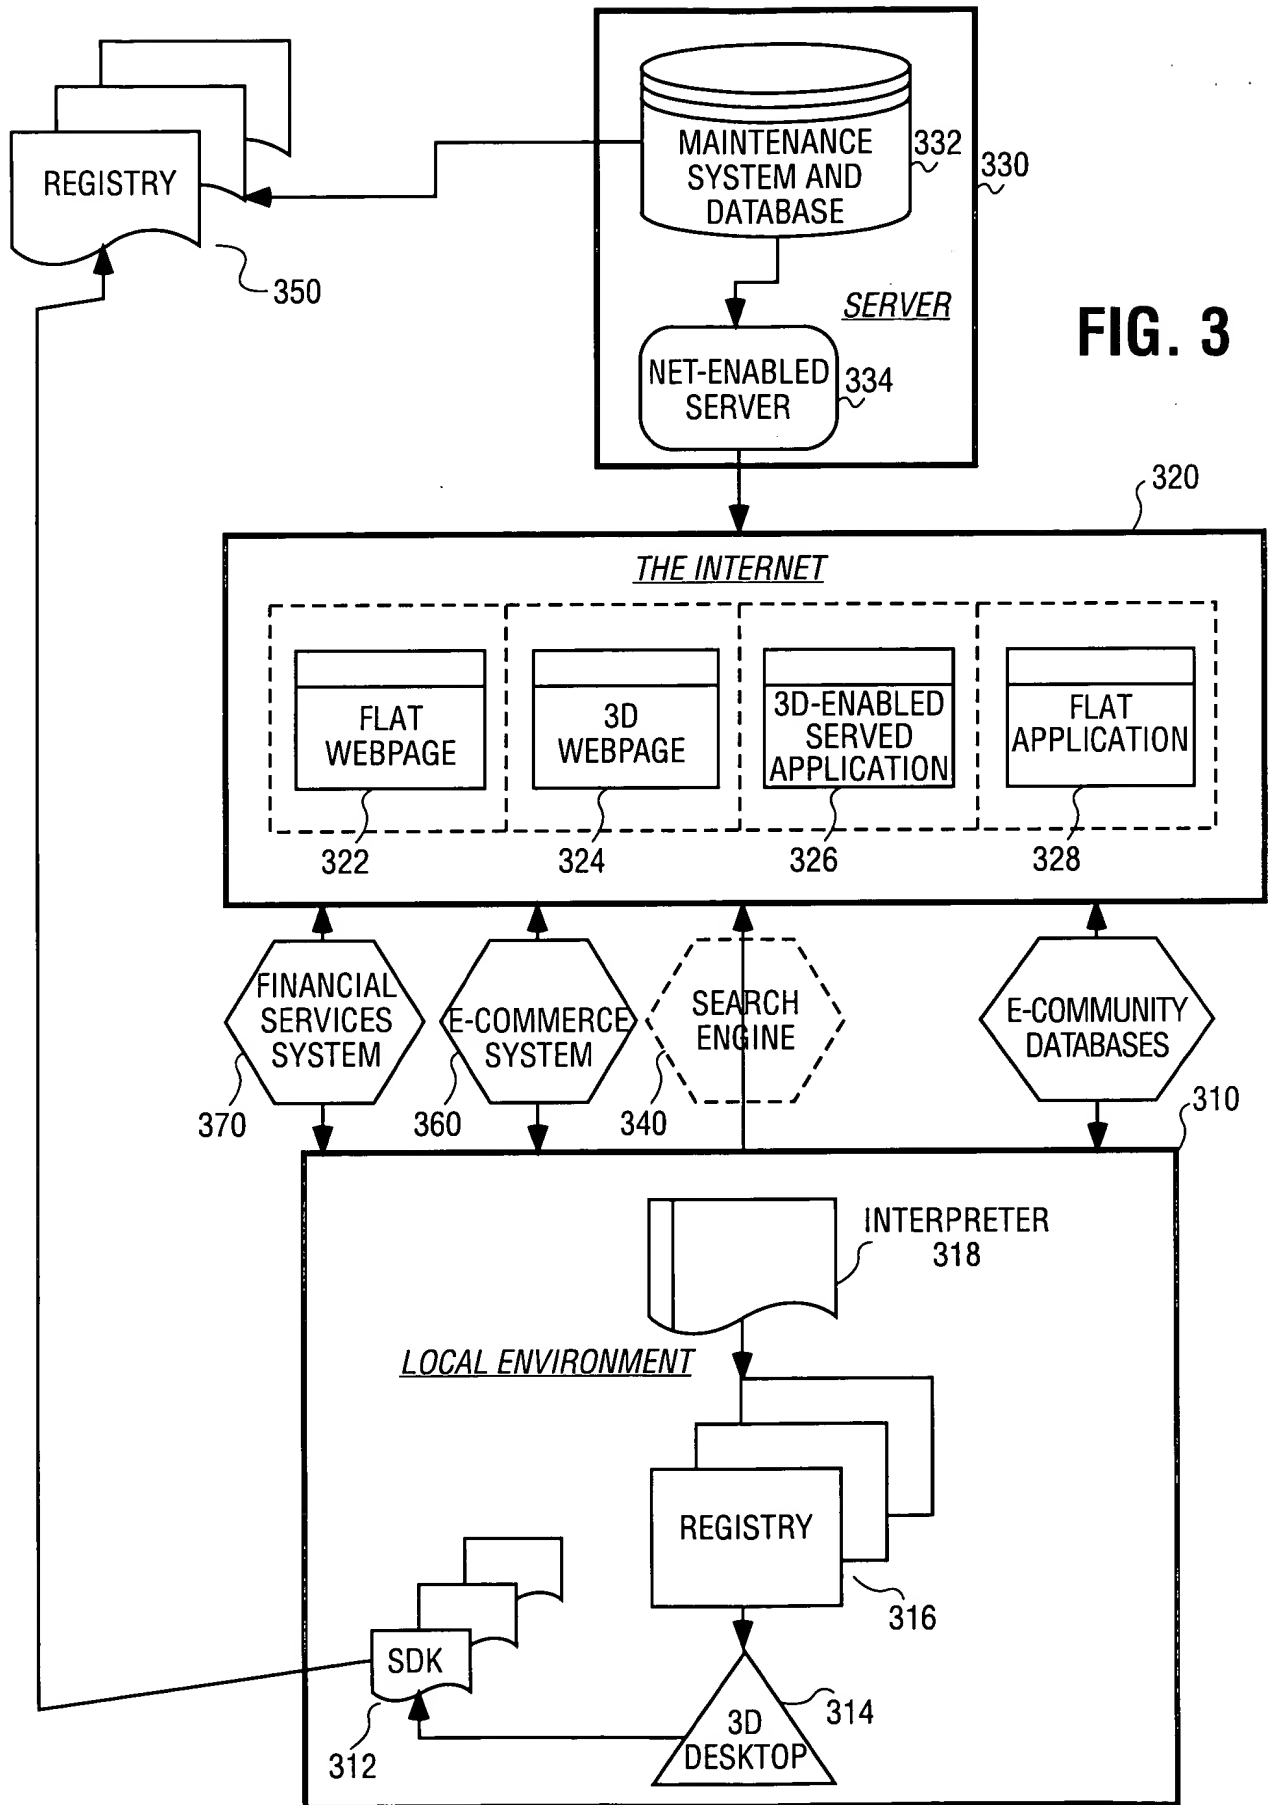 REGISTRY
350
MAINTENANCE
SYSTEM AND
DATABASE
332
330
SERVER
NET-ENABLED
SERVER
334
FIG. 3
320
THE INTERNET
FLAT
WEBPAGE
322
3D
WEBPAGE
324
3D-ENABLED
SERVED
APPLICATION
326
FLAT
APPLICATION
328
FINANCIAL
SERVICES
SYSTEM
370
E-COMMERCE
SYSTEM
360
SEARCH
ENGINE
340
E-COMMUNITY
DATABASES
310
INTERPRETER
318
LOCAL ENVIRONMENT
REGISTRY
316
SDK
312
3D
DESKTOP
314